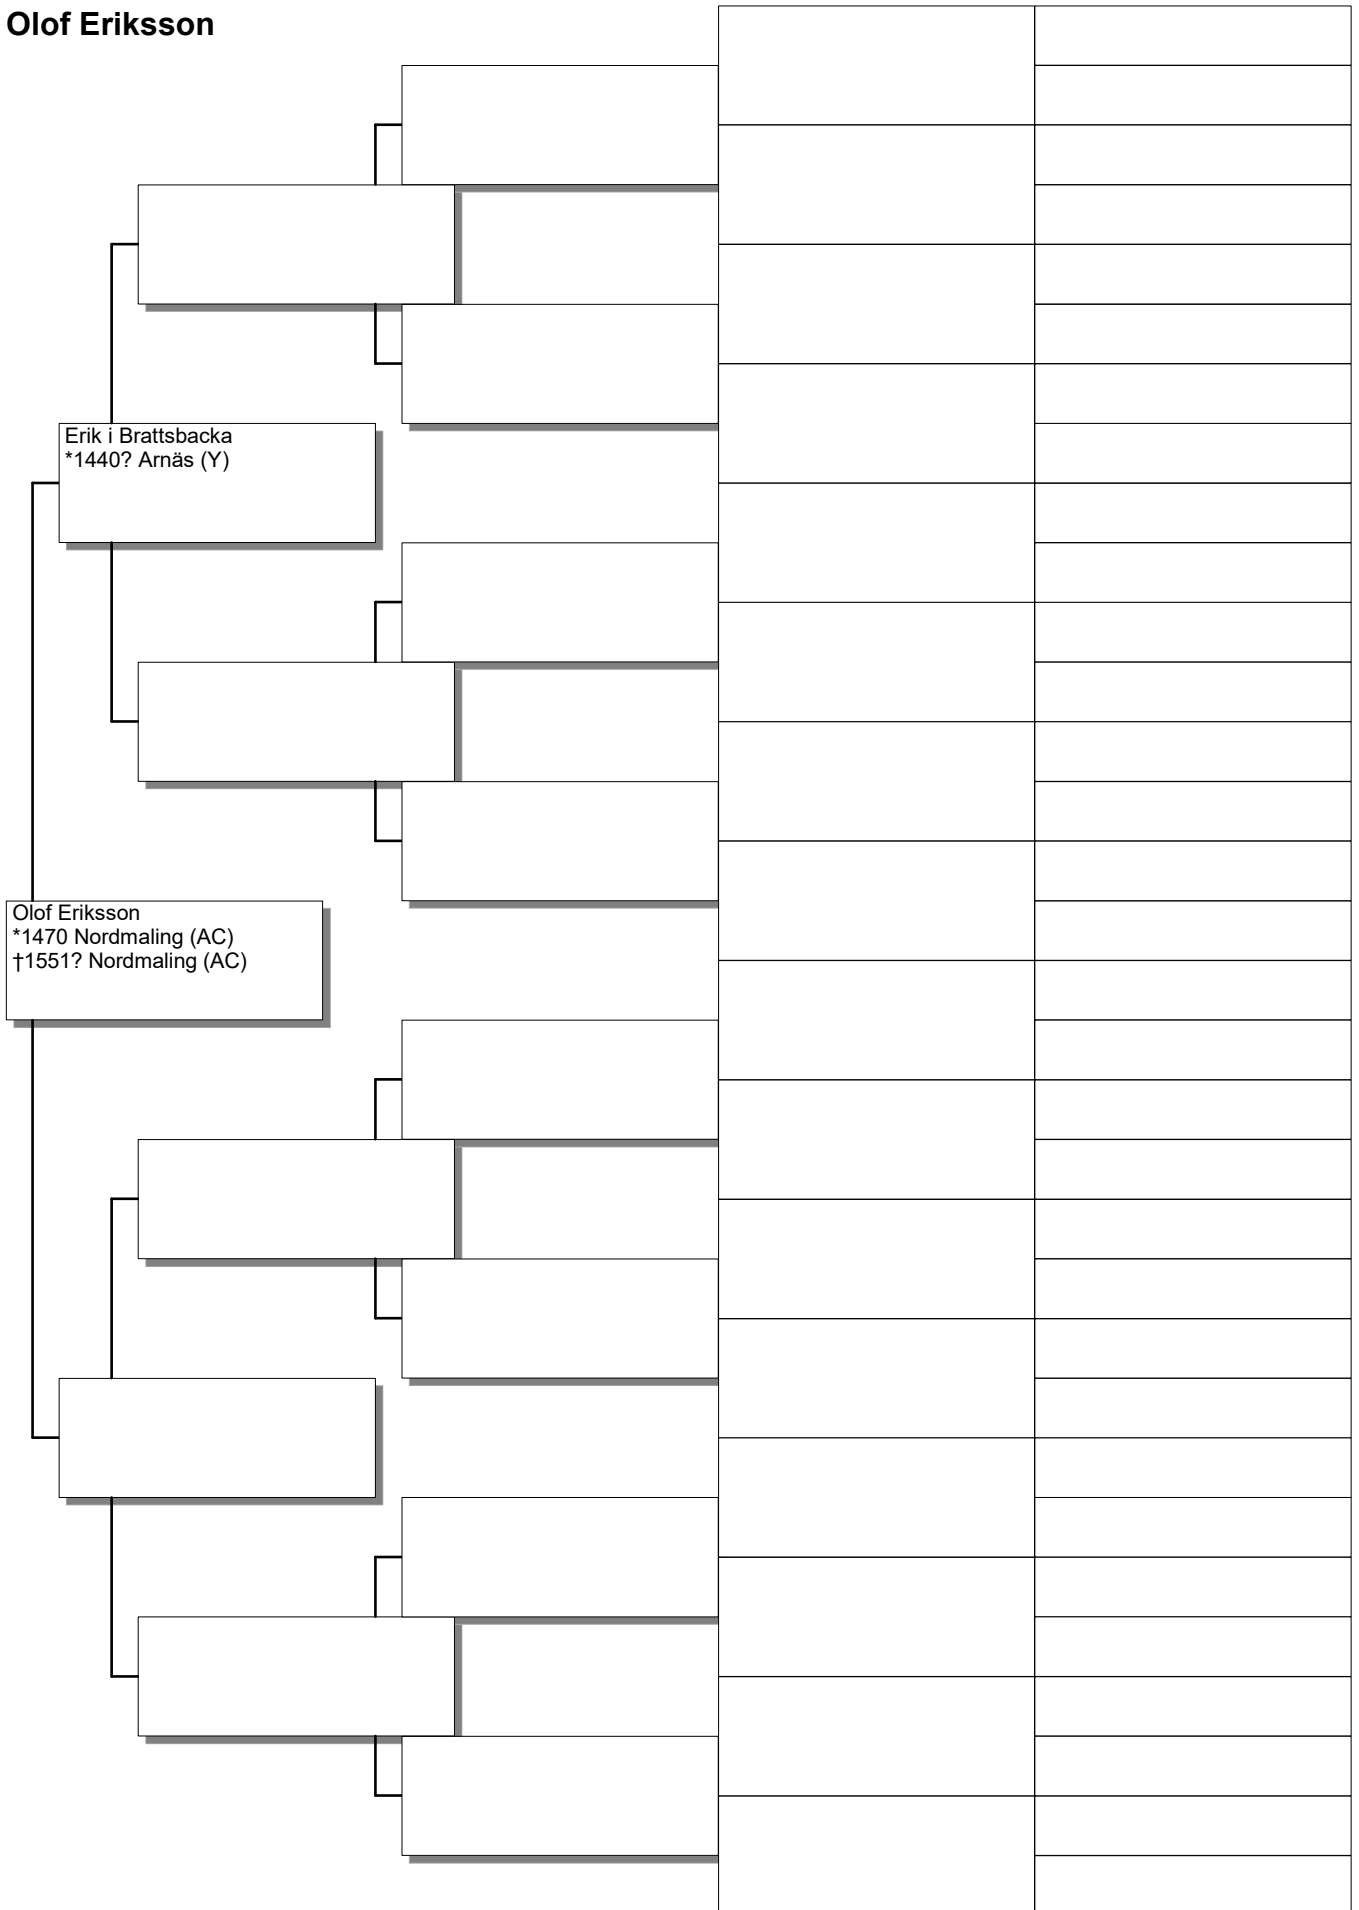 Olof Eriksson
Erik i Brattsbacka
*1440? Arnäs (Y)
Olof Eriksson
*1470 Nordmaling (AC)
†1551? Nordmaling (AC)